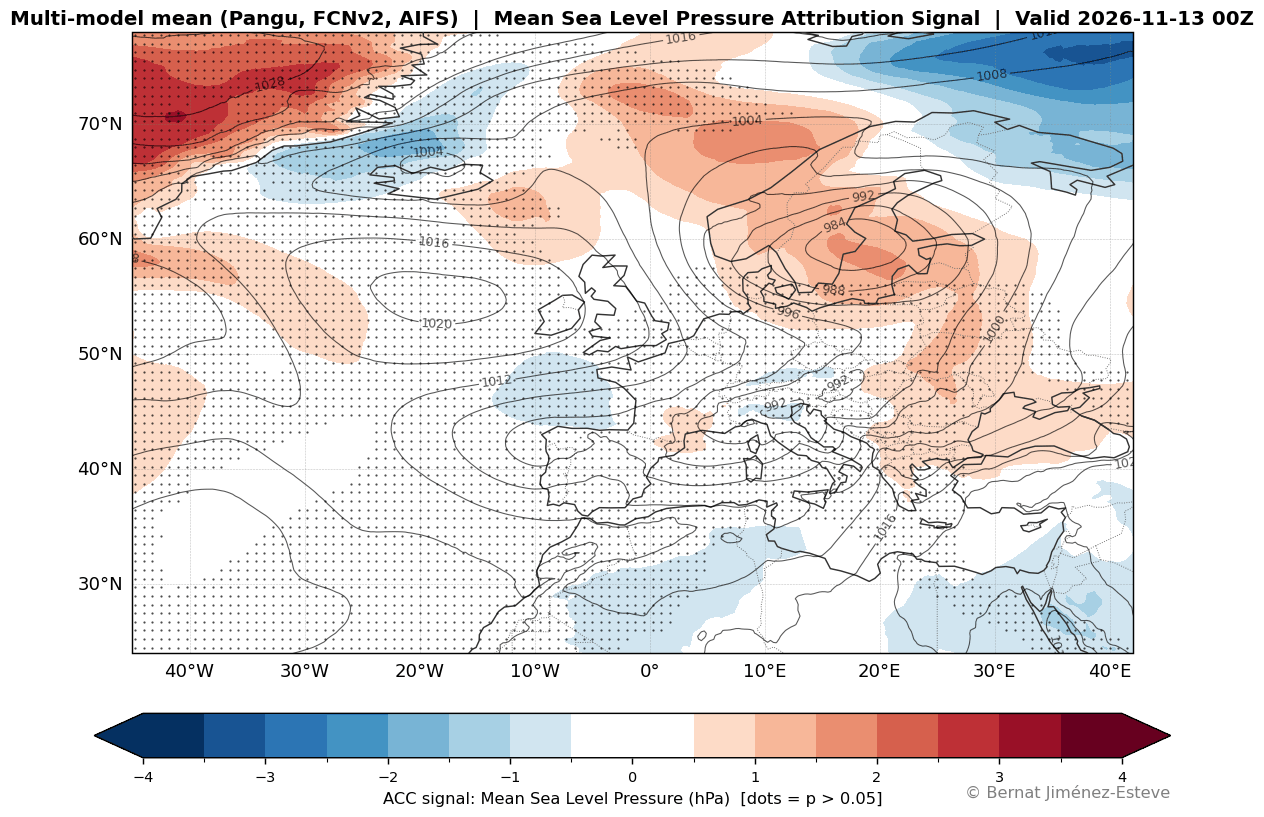 Multi-model mean (Pangu, FCNv2, AIFS) | Mean Sea Level Pressure Attribution Signal | Valid 2026-11-13 00Z
1016
1028
1008
70°N
1004
1004
992
984
60°N
1016
988
996
1020
1000
50°N
1012
992
992
40°N
1016
30°N
40°W 30°W 20°W 10°W 0° 10°E 20°E 30°E 40°E
−4 −3 −2 −1 0 1 2 3 4
ACC signal: Mean Sea Level Pressure (hPa) [dots = p > 0.05]
© Bernat Jiménez-Esteve